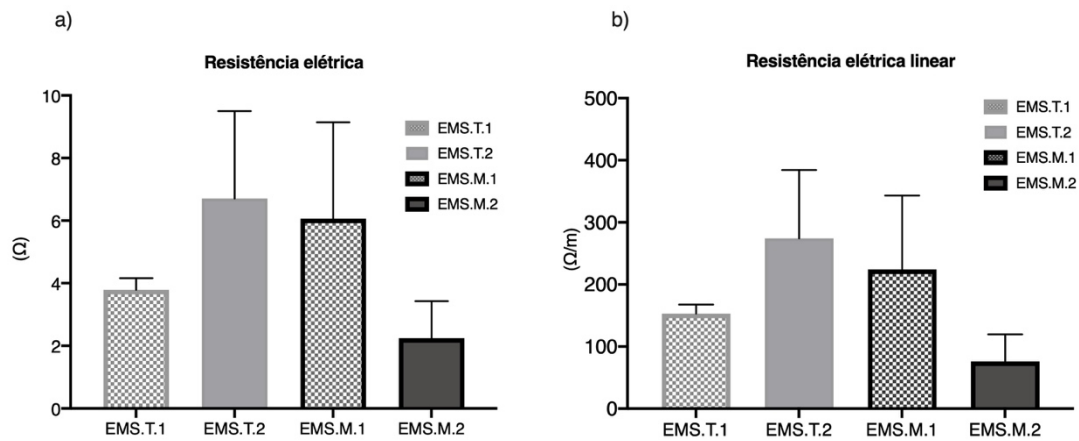 a)
Resistência elétrica
10
8
6
4
2
0
(Ω)
EMS.T.1
EMS.T.2
EMS.M.1
EMS.M.2
EMS.T.1
EMS.T.2
EMS.M.1
EMS.M.2
b)
Resistência elétrica linear
500
400
300
200
100
0
(Ω/m)
EMS.T.1
EMS.T.2
EMS.M.1
EMS.M.2
EMS.T.1
EMS.T.2
EMS.M.1
EMS.M.2